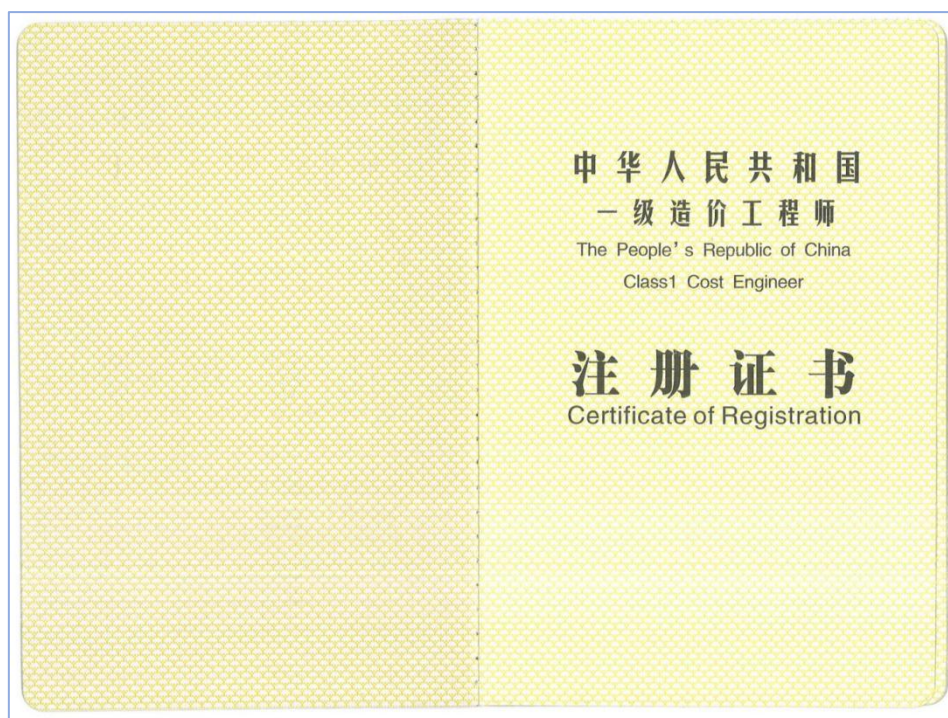 中华人民共和国
一级造价工程师
The People's Republic of China
Class1 Cost Engineer
注册证书
Certificate of Registration